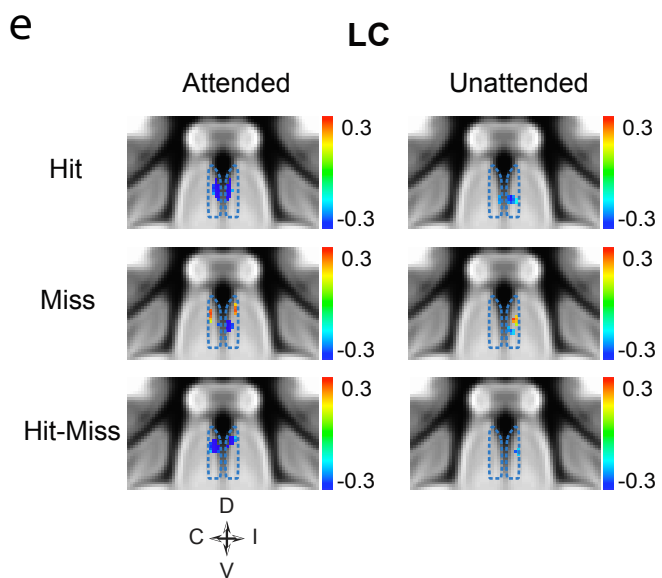 e
LC
Attended
Unattended
Hit
0.3
-0.3
0.3
-0.3
Miss
0.3
-0.3
0.3
-0.3
Hit-Miss
0.3
-0.3
0.3
-0.3
D
C
I
V